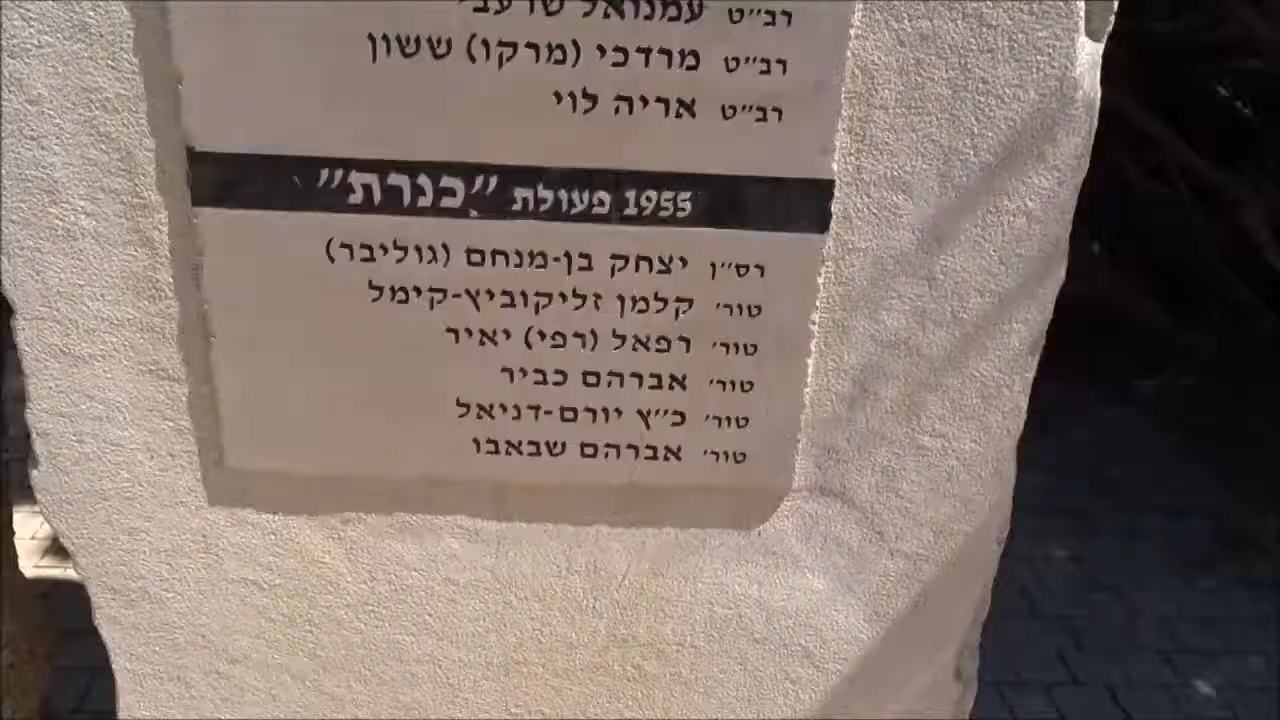 רב״ט עמנואל
רב״ט מרדכי (מרקו) ששון
רב״ט אריה לוי
1955 פעולת ״כנרת״
רס״ן יצחק בן-מנחם (גוליבר)
טור׳ קלמן זליקוביץ-קימל
טור׳ רפאל (רפי) יאיר
טור׳ אברהם כביר
טור׳ כ״ץ יורם-דניאל
טור׳ אברהם שבאבו